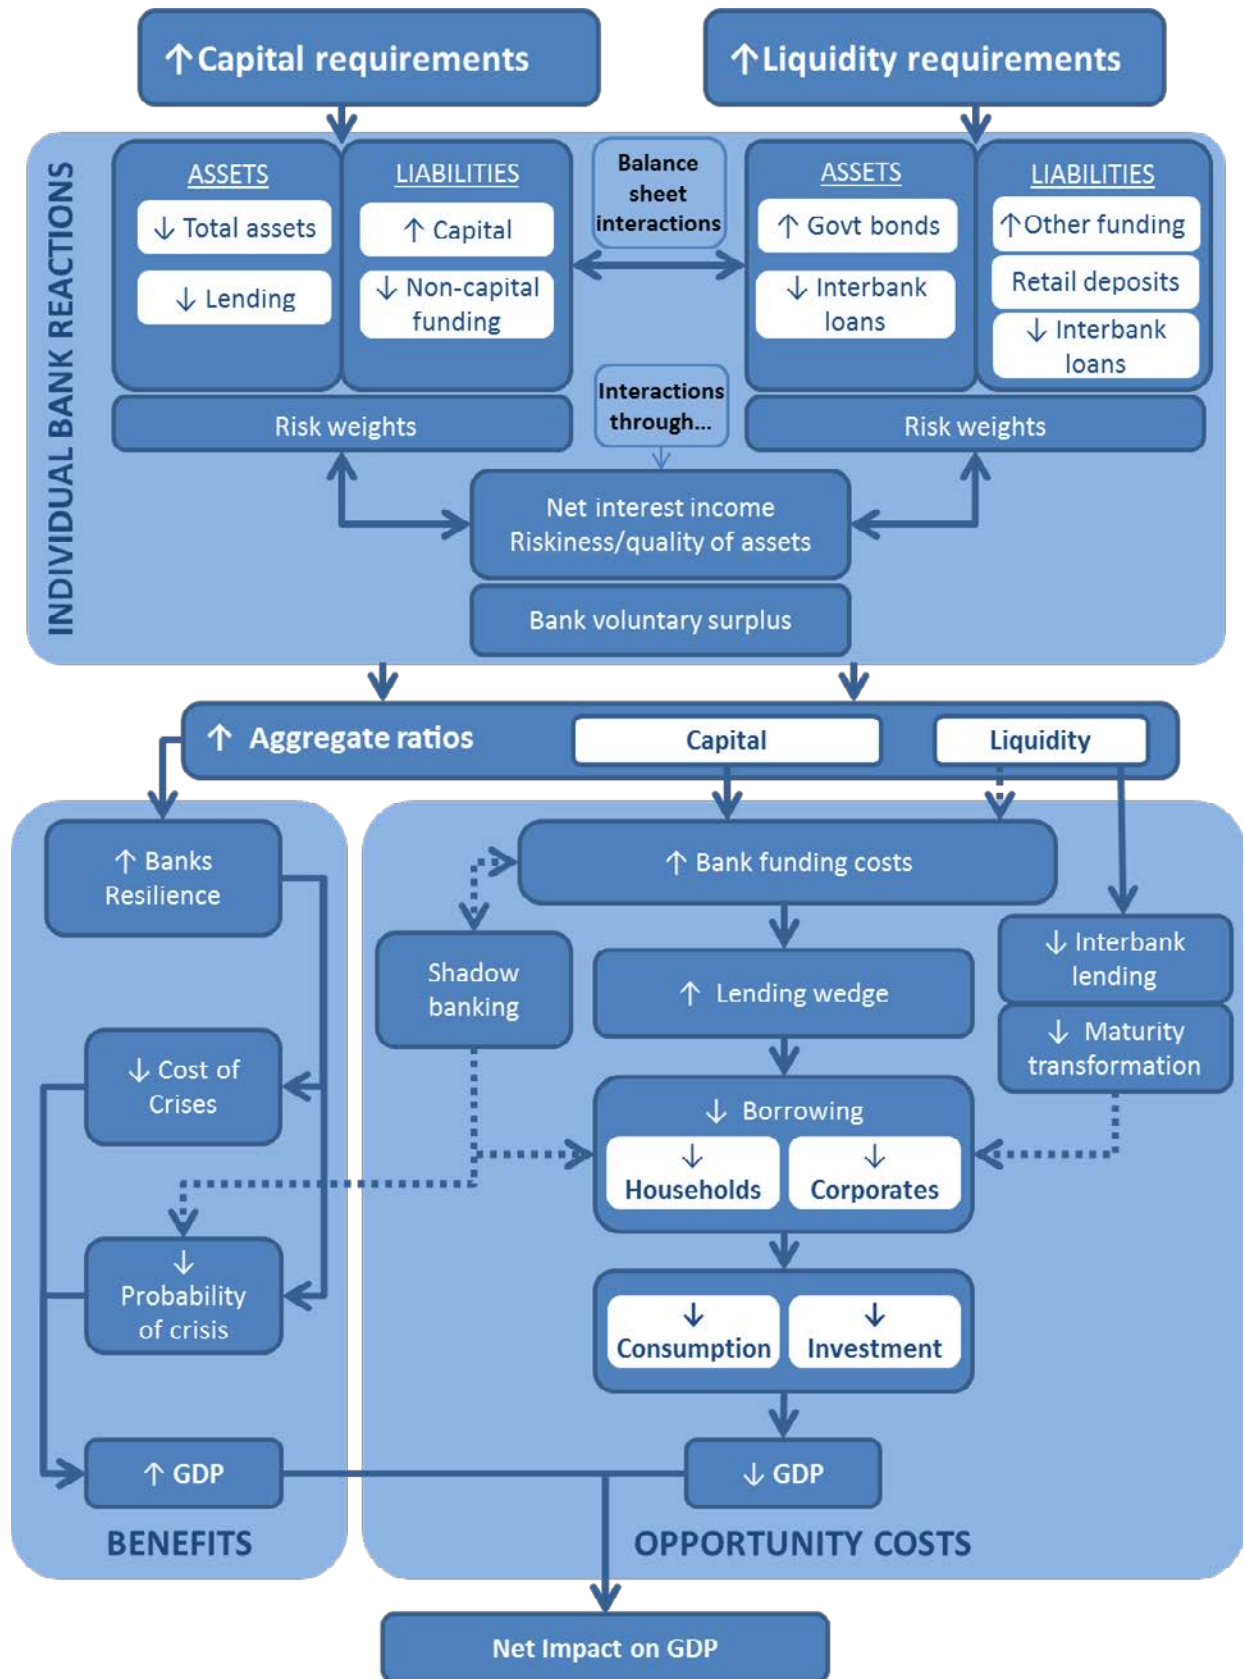 ↑Capital requirements
↑Liquidity requirements
INDIVIDUAL BANK REACTIONS
ASSETS
↓ Total assets
↓ Lending
LIABILITIES
↑ Capital
↓ Non-capital
funding
Risk weights
Balance
sheet
interactions
Interactions
through...
ASSETS
↑ Govt bonds
↓ Interbank
loans
LIABILITIES
↑Other funding
Retail deposits
↓ Interbank
loans
Risk weights
Net interest income
Riskiness/quality of assets
Bank voluntary surplus
↑ Aggregate ratios
Capital
Liquidity
↑ Banks
Resilience
↓ Cost of
Crises
↓
Probability
of crisis
↑ GDP
BENEFITS
↑ Bank funding costs
Shadow
banking
↑ Lending wedge
↓ Interbank
lending
↓ Maturity
transformation
↓ Borrowing
↓
Households
↓
Corporates
↓
Consumption
↓
Investment
↓ GDP
OPPORTUNITY COSTS
Net Impact on GDP